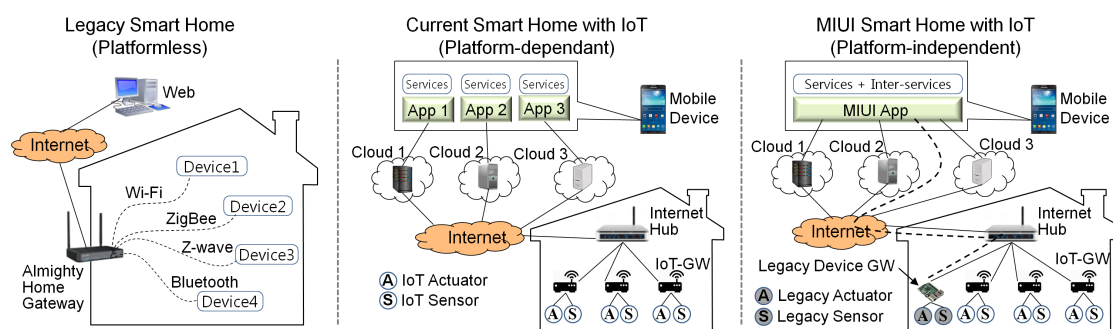 Legacy Smart Home
(Platformless)
Web
Internet
Device1
Wi-Fi
Device2
ZigBee
Z-wave
Device3
Almighty
Home
Gateway
Bluetooth
Device4
Current Smart Home with IoT
(Platform-dependant)
Services
Services
Services
App 1
App 2
App 3
Mobile
Device
Cloud 1
Cloud 2
Cloud 3
Internet
Internet
Hub
IoT-GW
A IoT Actuator
S IoT Sensor
A S
A S
A S
MIUI Smart Home with IoT
(Platform-independent)
Services + Inter-services
MIUI App
Mobile
Device
Cloud 1
Cloud 2
Cloud 3
Internet
Internet
Hub
Legacy Device GW
IoT-GW
A Legacy Actuator
S Legacy Sensor
A S
A S
A S
A S